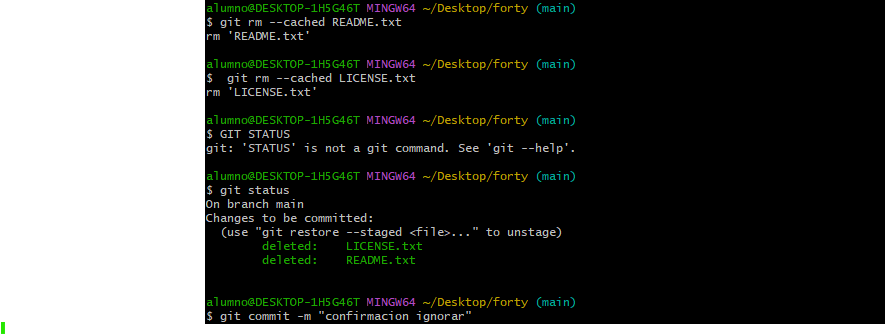 alumno@DESKTOP-1H5G46T MINGW64 ~/Desktop/forty (main)
$ git rm --cached README.txt
rm 'README.txt'
alumno@DESKTOP-1H5G46T MINGW64 ~/Desktop/forty (main)
$  git rm --cached LICENSE.txt
rm 'LICENSE.txt'
alumno@DESKTOP-1H5G46T MINGW64 ~/Desktop/forty (main)
$ GIT STATUS
git: 'STATUS' is not a git command. See 'git --help'.
alumno@DESKTOP-1H5G46T MINGW64 ~/Desktop/forty (main)
$ git status
On branch main
Changes to be committed:
  (use "git restore --staged <file>..." to unstage)
        deleted:    LICENSE.txt
        deleted:    README.txt
alumno@DESKTOP-1H5G46T MINGW64 ~/Desktop/forty (main)
$ git commit -m "confirmacion ignorar"